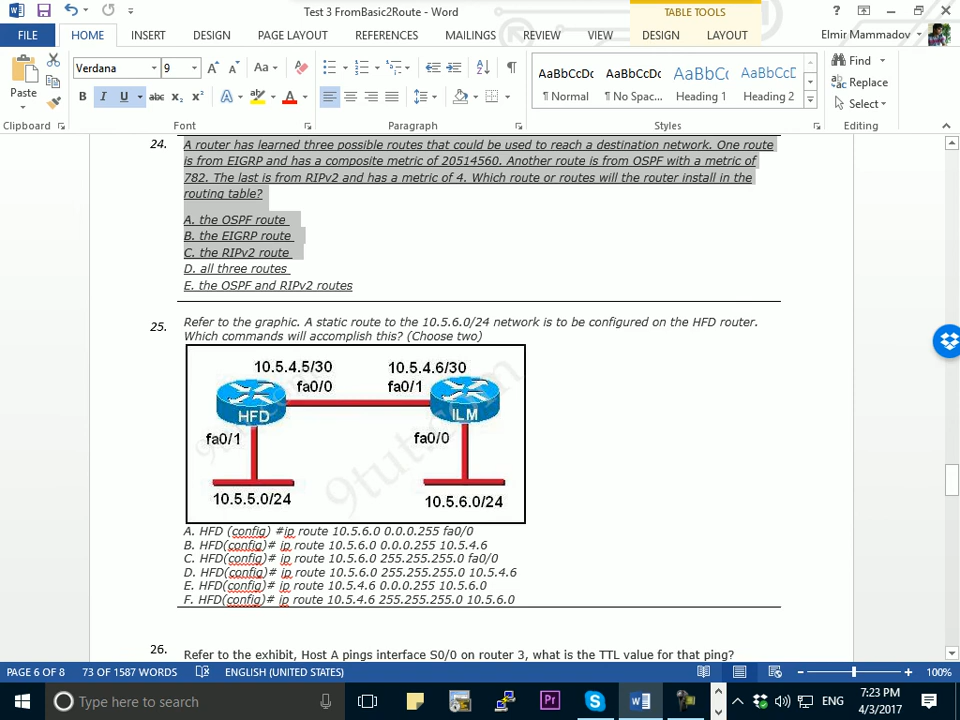 Test 3 FromBasic2Route - Word
TABLE TOOLS
FILE
HOME
INSERT
DESIGN
PAGE LAYOUT
REFERENCES
MAILINGS
REVIEW
VIEW
DESIGN
LAYOUT
Elmir Mammadov
Paste
Verdana
9
Aa
B I U abc x₂ x²
AaBbCcDc
AaBbCcDc
AaBbC
AaBbCcD
¶ Normal
¶ No Spac...
Heading 1
Heading 2
Find
Replace
Select
Clipboard
Font
Paragraph
Styles
Editing
24.
A router has learned three possible routes that could be used to reach a destination network. One route
is from EIGRP and has a composite metric of 20514560. Another route is from OSPF with a metric of
782. The last is from RIPv2 and has a metric of 4. Which route or routes will the router install in the
routing table?
A. the OSPF route
B. the EIGRP route
C. the RIPv2 route
D. all three routes
E. the OSPF and RIPv2 routes
25.
Refer to the graphic. A static route to the 10.5.6.0/24 network is to be configured on the HFD router.
Which commands will accomplish this? (Choose two)
10.5.4.5/30
10.5.4.6/30
fa0/0
fa0/1
HFD
ILM
fa0/1
fa0/0
10.5.5.0/24
10.5.6.0/24
9tut.com
A. HFD (config) #ip route 10.5.6.0 0.0.0.255 fa0/0
B. HFD(config)# ip route 10.5.6.0 0.0.0.255 10.5.4.6
C. HFD(config)# ip route 10.5.6.0 255.255.255.0 fa0/0
D. HFD(config)# ip route 10.5.6.0 255.255.255.0 10.5.4.6
E. HFD(config)# ip route 10.5.4.6 0.0.0.255 10.5.6.0
F. HFD(config)# ip route 10.5.4.6 255.255.255.0 10.5.6.0
26.
Refer to the exhibit, Host A pings interface S0/0 on router 3, what is the TTL value for that ping?
PAGE 6 OF 8
73 OF 1587 WORDS
ENGLISH (UNITED STATES)
100%
Type here to search
ENG
7:23 PM
4/3/2017